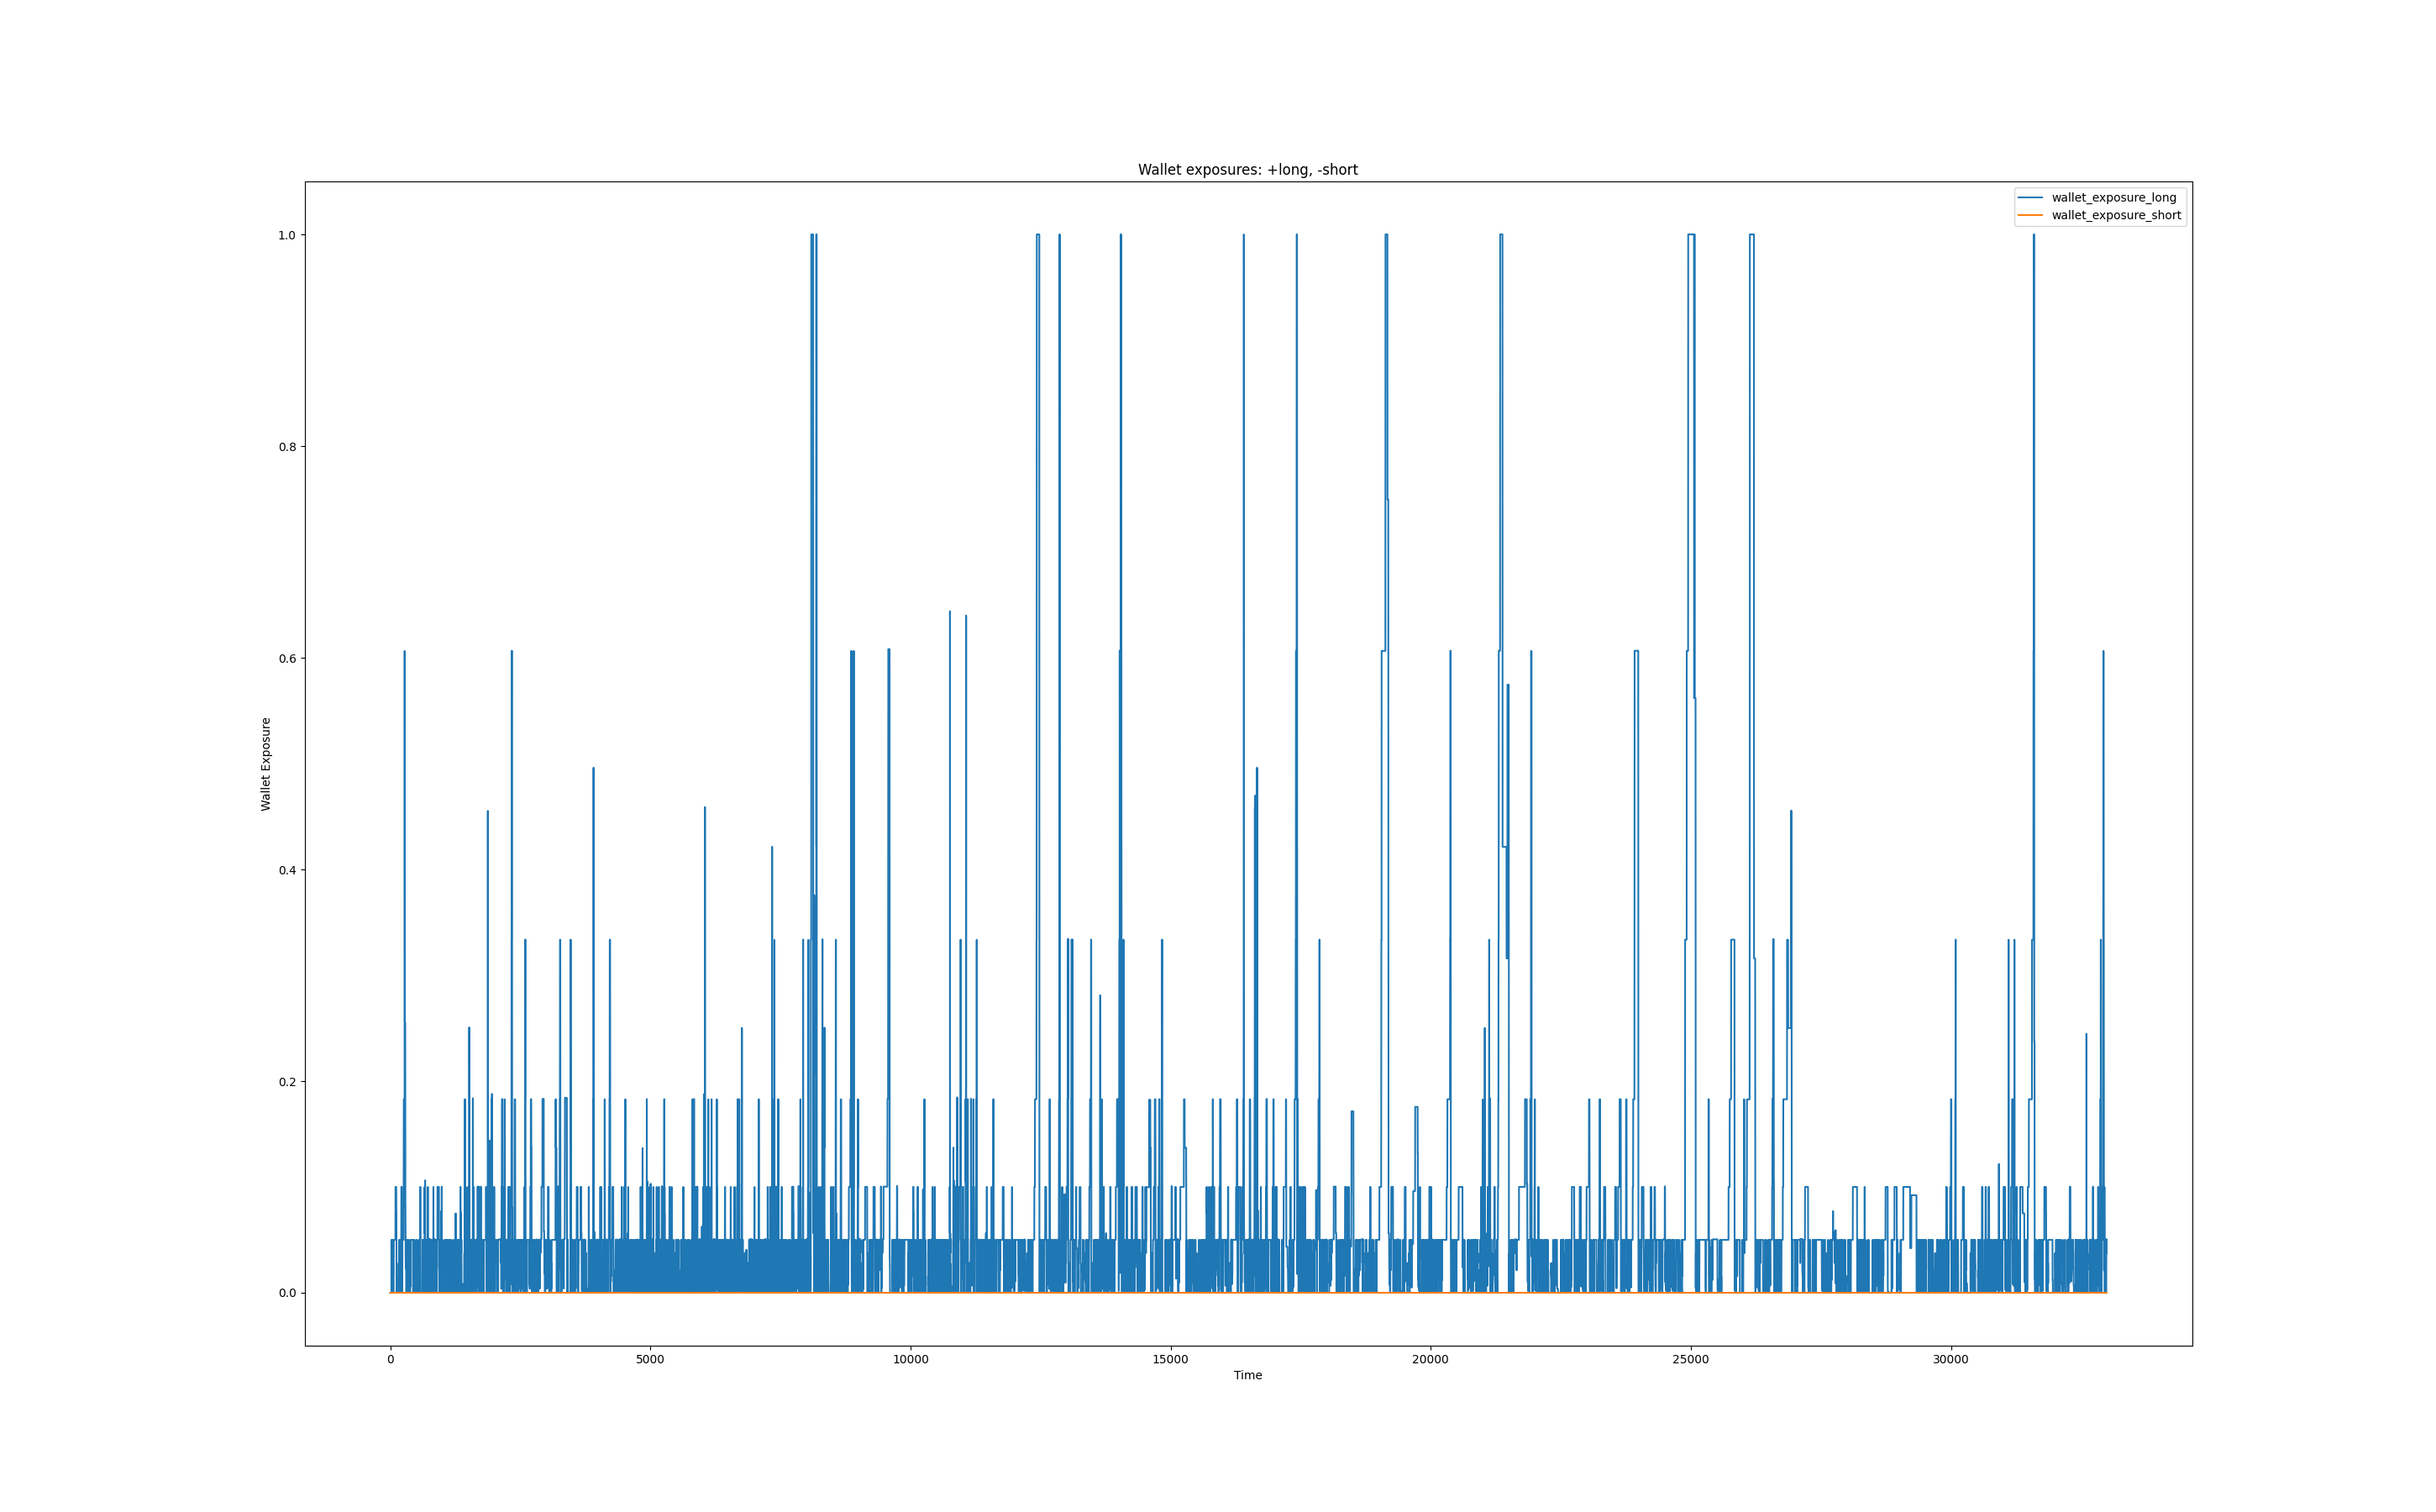 Wallet exposures: +long, -short
wallet_exposure_long
wallet_exposure_short
1.0
0.8
0.6
0.4
0.2
0.0
Wallet Exposure
0 5000 10000 15000 20000 25000 30000
Time